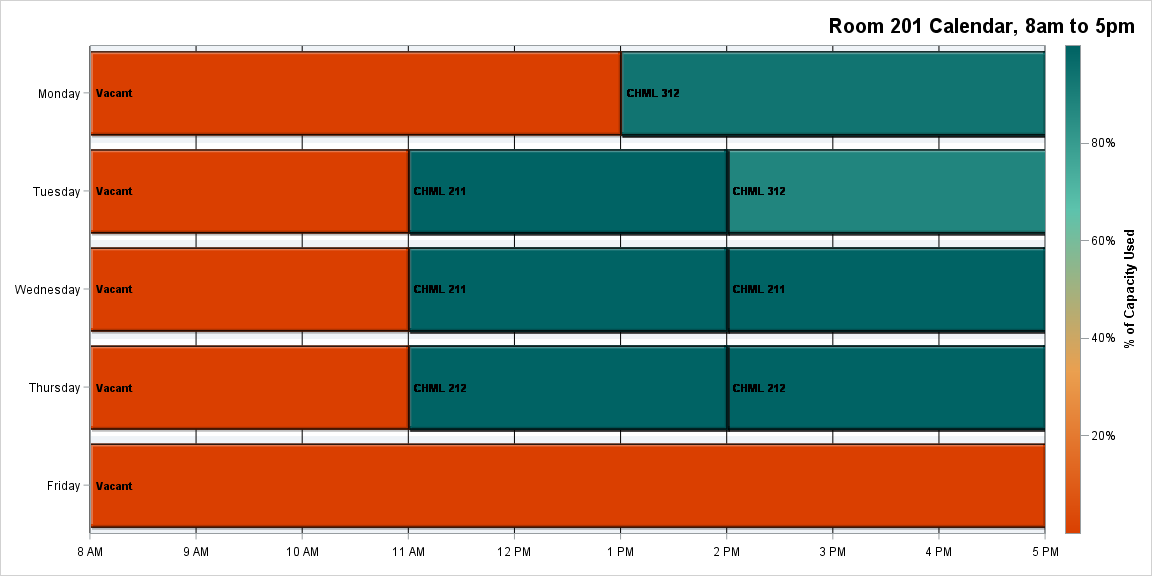 Room 201 Calendar, 8am to 5pm
Monday
Vacant
CHML 312
Tuesday
Vacant
CHML 211
CHML 312
Wednesday
Vacant
CHML 211
CHML 211
Thursday
Vacant
CHML 212
CHML 212
Friday
Vacant
8 AM
9 AM
10 AM
11 AM
12 PM
1 PM
2 PM
3 PM
4 PM
5 PM
80%
60%
40%
20%
% of Capacity Used